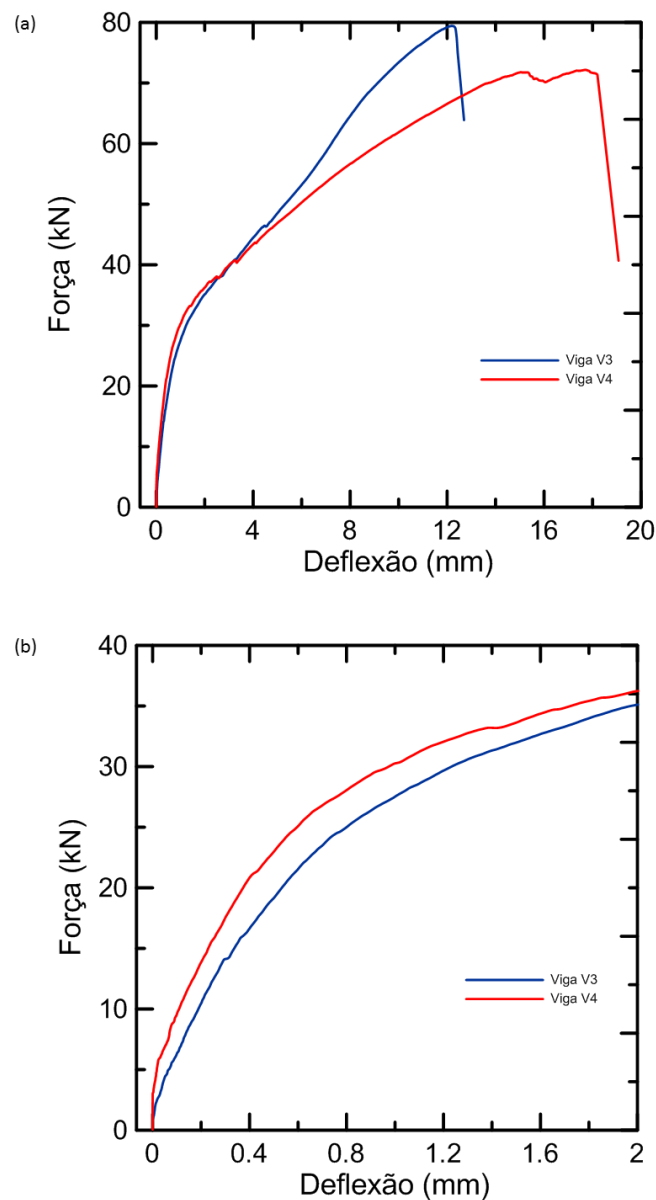 (a)
80
60
40
20
0
Força (kN)
Viga V3
Viga V4
0 4 8 12 16 20
Deflexão (mm)
(b)
40
30
20
10
0
Força (kN)
Viga V3
Viga V4
0 0.4 0.8 1.2 1.6 2
Deflexão (mm)